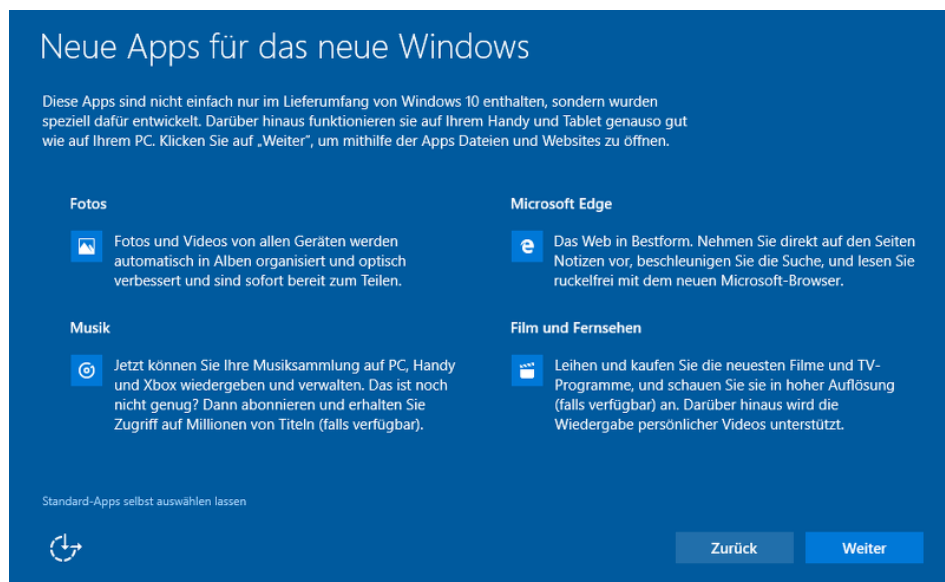 Neue Apps für das neue Windows
Diese Apps sind nicht einfach nur im Lieferumfang von Windows 10 enthalten, sondern wurden
speziell dafür entwickelt. Darüber hinaus funktionieren sie auf Ihrem Handy und Tablet genauso gut
wie auf Ihrem PC. Klicken Sie auf „Weiter“, um mithilfe der Apps Dateien und Websites zu öffnen.
Fotos
Fotos und Videos von allen Geräten werden
automatisch in Alben organisiert und optisch
verbessert und sind sofort bereit zum Teilen.
Microsoft Edge
Das Web in Bestform. Nehmen Sie direkt auf den Seiten
Notizen vor, beschleunigen Sie die Suche, und lesen Sie
ruckelfrei mit dem neuen Microsoft-Browser.
Musik
Jetzt können Sie Ihre Musiksammlung auf PC, Handy
und Xbox wiedergeben und verwalten. Das ist noch
nicht genug? Dann abonnieren und erhalten Sie
Zugriff auf Millionen von Titeln (falls verfügbar).
Film und Fernsehen
Leihen und kaufen Sie die neuesten Filme und TV-
Programme, und schauen Sie sie in hoher Auflösung
(falls verfügbar) an. Darüber hinaus wird die
Wiedergabe persönlicher Videos unterstützt.
Standard-Apps selbst auswählen lassen
Zurück
Weiter